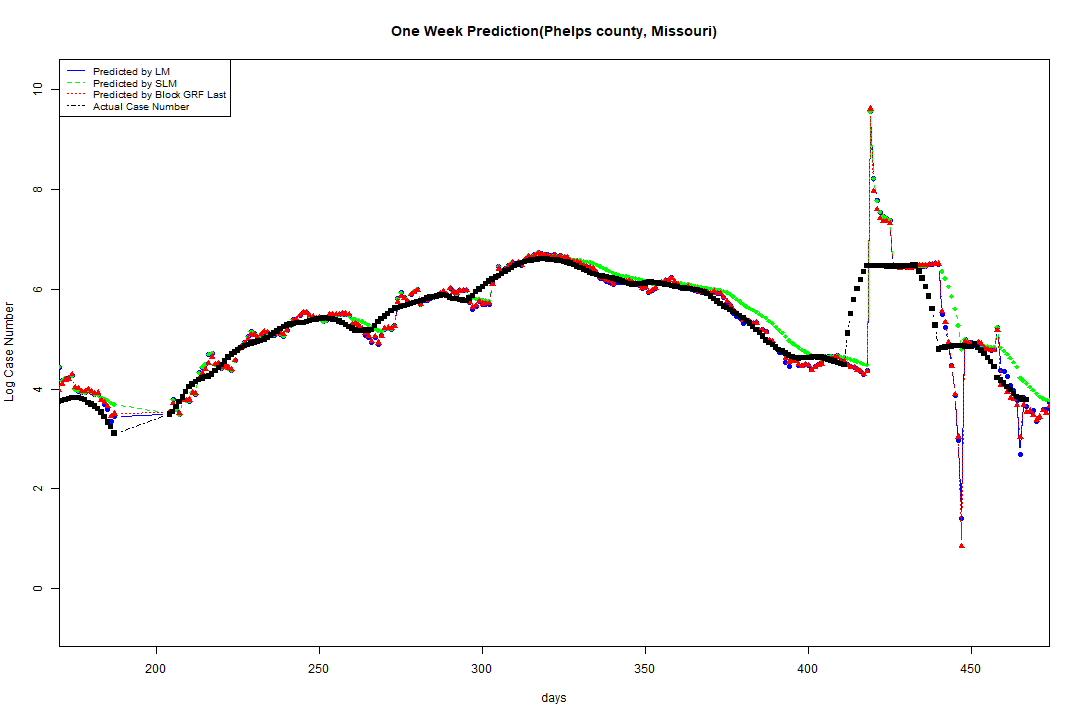 One Week Prediction(Phelps county, Missouri)
Predicted by LM
Predicted by SLM
Predicted by Block GRF Last
Actual Case Number
Log Case Number
10
8
6
4
2
0
200 250 300 350 400 450
days